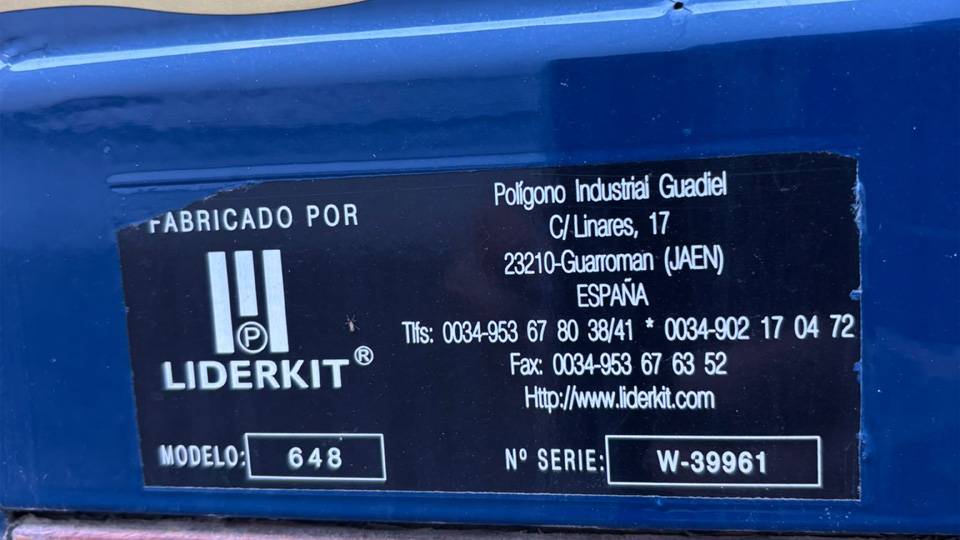 FABRICADO POR
P
LIDERKIT®
Polígono Industrial Guadiel
C/ Linares, 17
23210-Guarroman (JAEN)
ESPAÑA
Tlfs: 0034-953 67 80 38/41 * 0034-902 17 04 72
Fax: 0034-953 67 63 52
Http://www.liderkit.com
MODELO: 648
Nº SERIE: W-39961